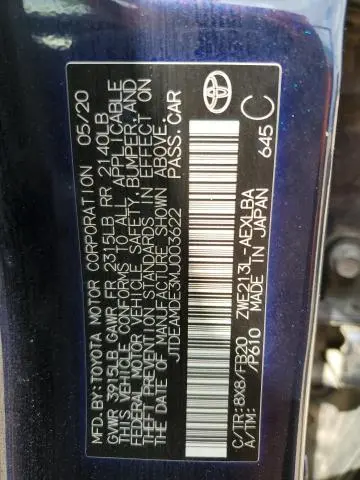 MFD. BY: TOYOTA MOTOR CORPORATION 05/20
GVWR 3915LB GAWR FR 2315LB RR 2140LB
THIS VEHICLE CONFORMS TO ALL APPLICABLE
FEDERAL MOTOR VEHICLE SAFETY, BUMPER, AND
THEFT PREVENTION STANDARDS IN EFFECT ON
THE DATE OF MANUFACTURE SHOWN ABOVE.
JTDEAMDE3MJ003622 PASS. CAR
C/TR: 8X8/FB20 ZWE213L-AEXLBA
A/TM: /P610 MADE IN JAPAN 645 C
TOYOTA